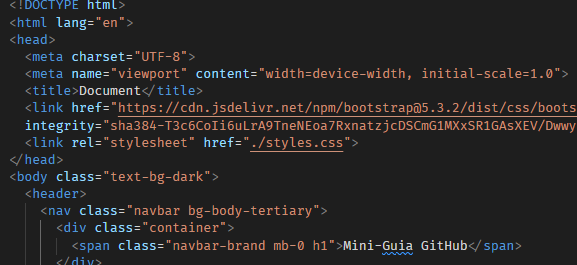 <!DOCTYPE html>
<html lang="en">
<head>
<meta charset="UTF-8">
<meta name="viewport" content="width=device-width, initial-scale=1.0">
<title>Document</title>
<link href="https://cdn.jsdelivr.net/npm/bootstrap@5.3.2/dist/css/boots
integrity="sha384-T3c6CoIi6uLrA9TneNEoa7RxnatzjcDSCmG1MXxSR1GAsXEV/Dwwy
<link rel="stylesheet" href="./styles.css">
</head>
<body class="text-bg-dark">
<header>
<nav class="navbar bg-body-tertiary">
<div class="container">
<span class="navbar-brand mb-0 h1">Mini-Guia GitHub</span>
</div>